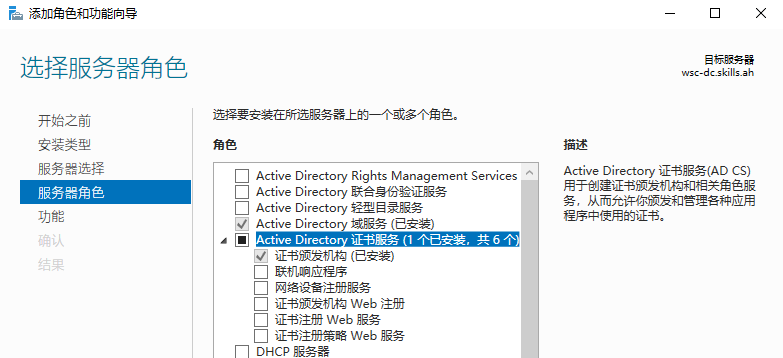 添加角色和功能向导
选择服务器角色
目标服务器
wsc-dc.skills.ah
开始之前
安装类型
服务器选择
服务器角色
功能
确认
结果
选择要安装在所选服务器上的一个或多个角色。
角色
Active Directory Rights Management Services
Active Directory 联合身份验证服务
Active Directory 轻型目录服务
Active Directory 域服务 (已安装)
Active Directory 证书服务 (1 个已安装，共 6 个)
证书颁发机构 (已安装)
联机响应程序
网络设备注册服务
证书颁发机构 Web 注册
证书注册 Web 服务
证书注册策略 Web 服务
DHCP 服务器
描述
Active Directory 证书服务(AD CS)
用于创建证书颁发机构和相关角色服
务，从而允许你颁发和管理各种应用
程序中使用的证书。